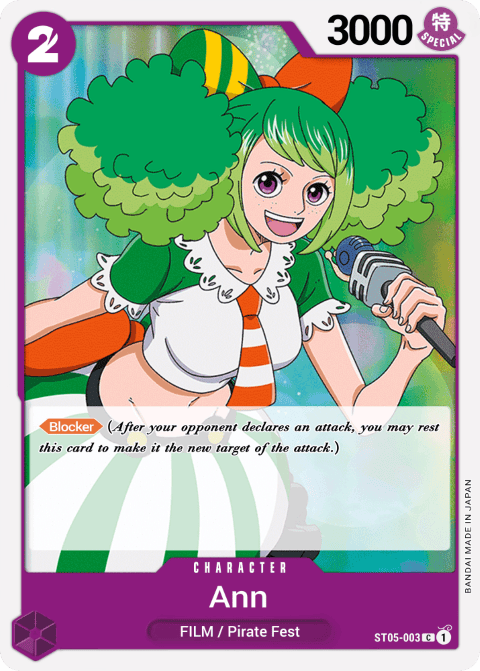 2
3000
特
SPECIAL
Blocker (After your opponent declares an attack, you may rest
this card to make it the new target of the attack.)
BANDAI MADE IN JAPAN
CHARACTER
Ann
FILM / Pirate Fest
ST05-003 C 1